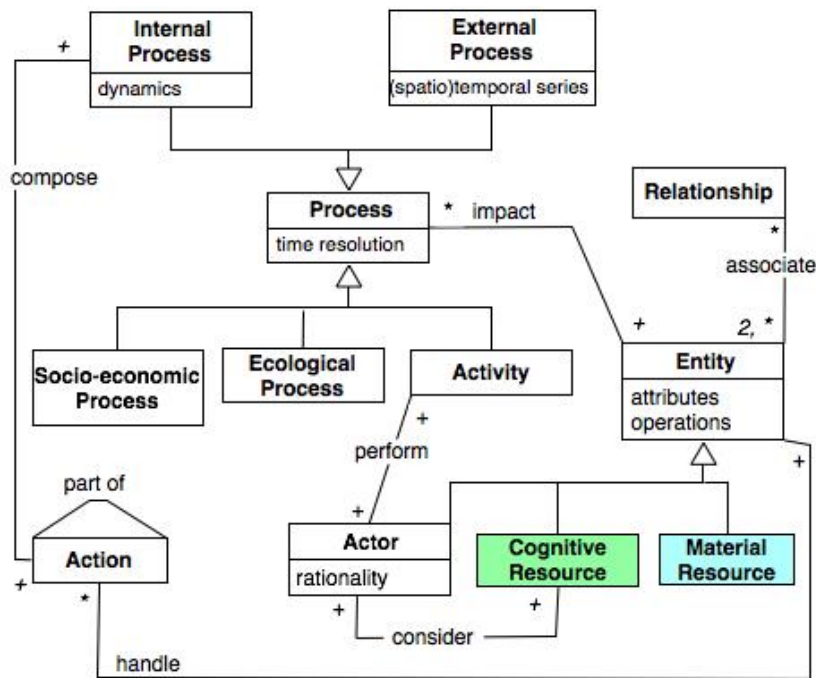 Internal
Process
dynamics
+
External
Process
(spatio)temporal series
compose
Process
time resolution
* impact
Relationship
*
associate
2, *
+
Entity
attributes
operations
+
Socio-economic
Process
Ecological
Process
Activity
+
perform
+
part of
Action
+
*
Actor
rationality
+
Cognitive
Resource
+
Material
Resource
consider
handle